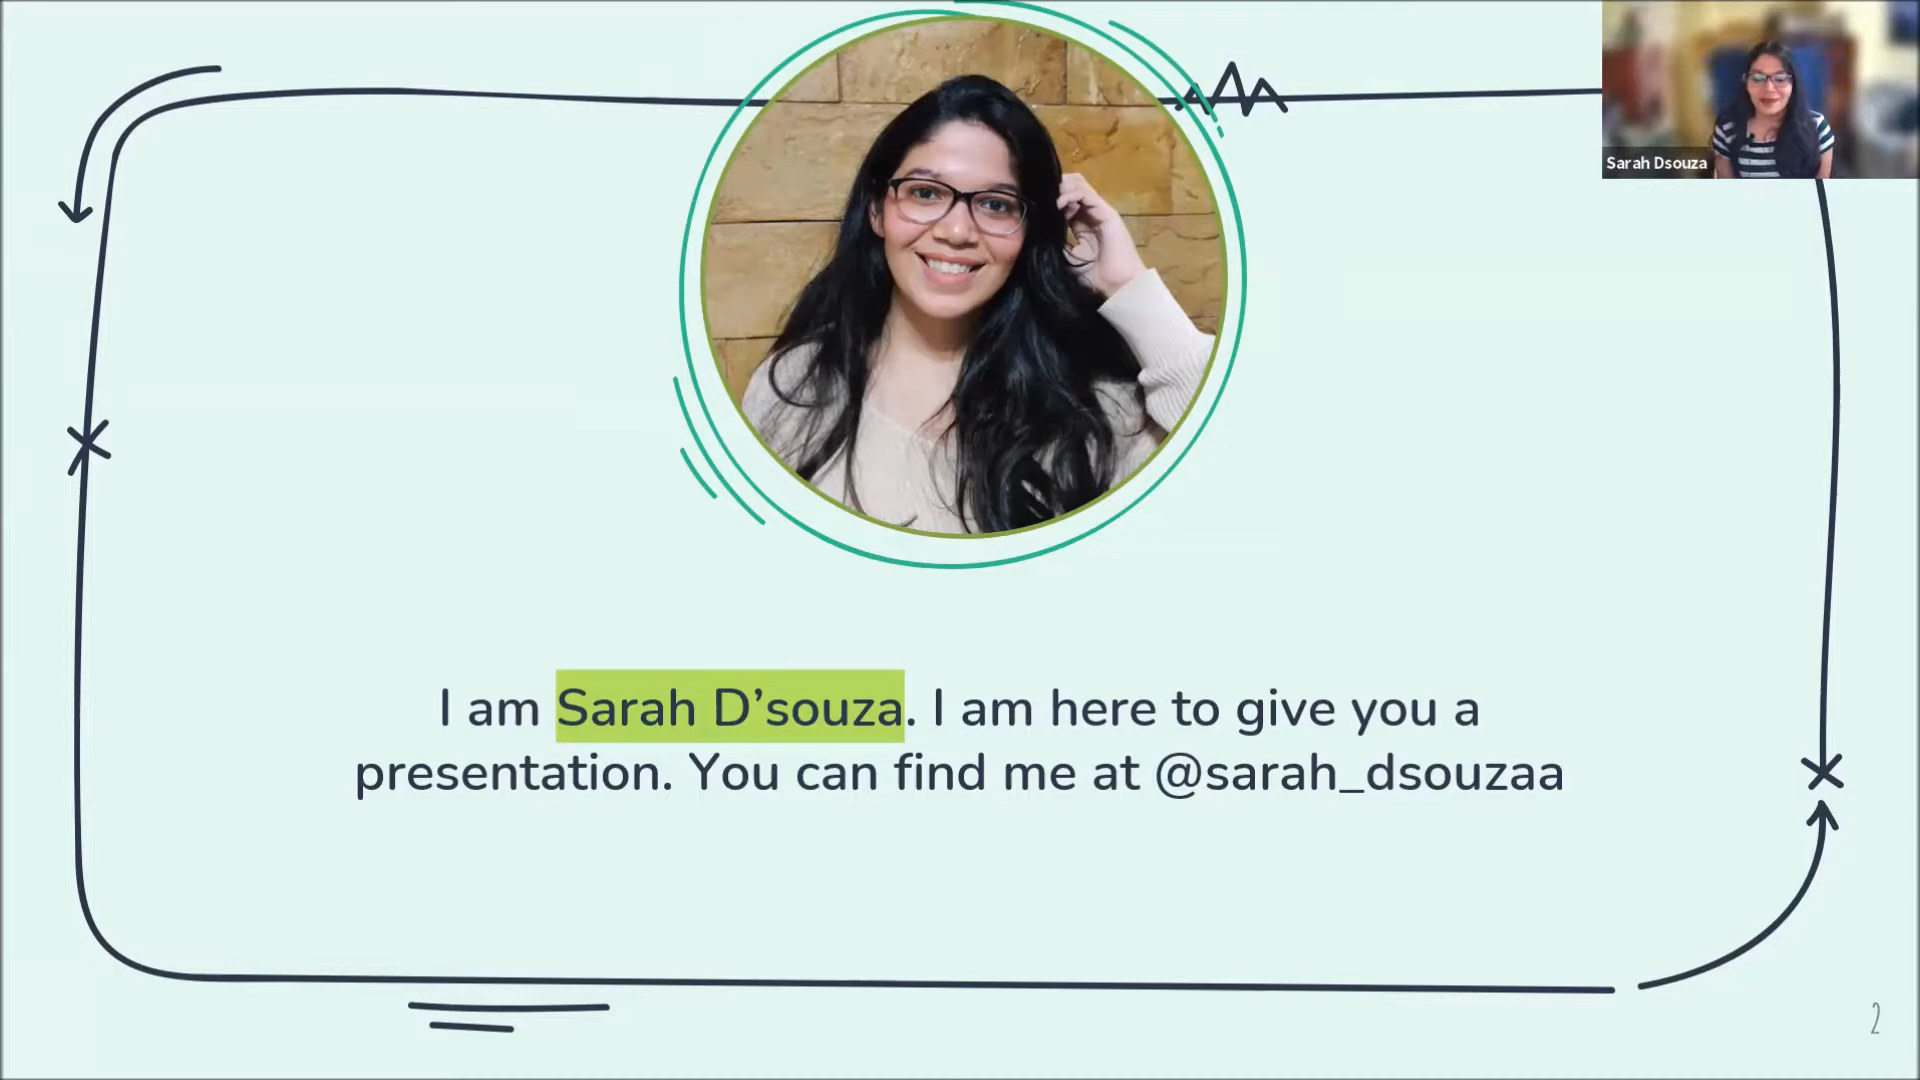 Sarah Dsouza
I am Sarah D’souza. I am here to give you a
presentation. You can find me at @sarah_dsouzaa
2